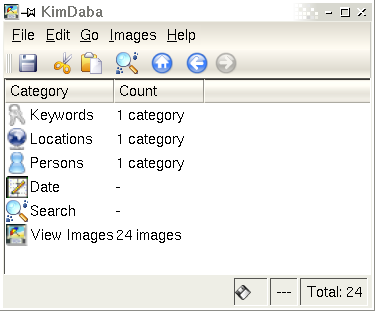 KimDaba
File Edit Go Images Help
Category Count
Keywords 1 category
Locations 1 category
Persons 1 category
Date -
Search -
View Images 24 images
--- Total: 24